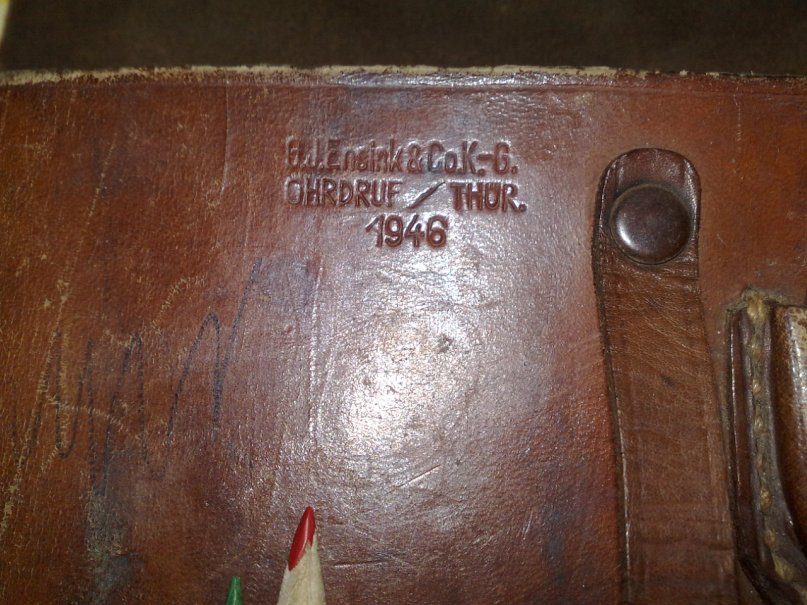 G.J.Ensink & Co.K.-G.
OHRDRUF / THÜR.
1946